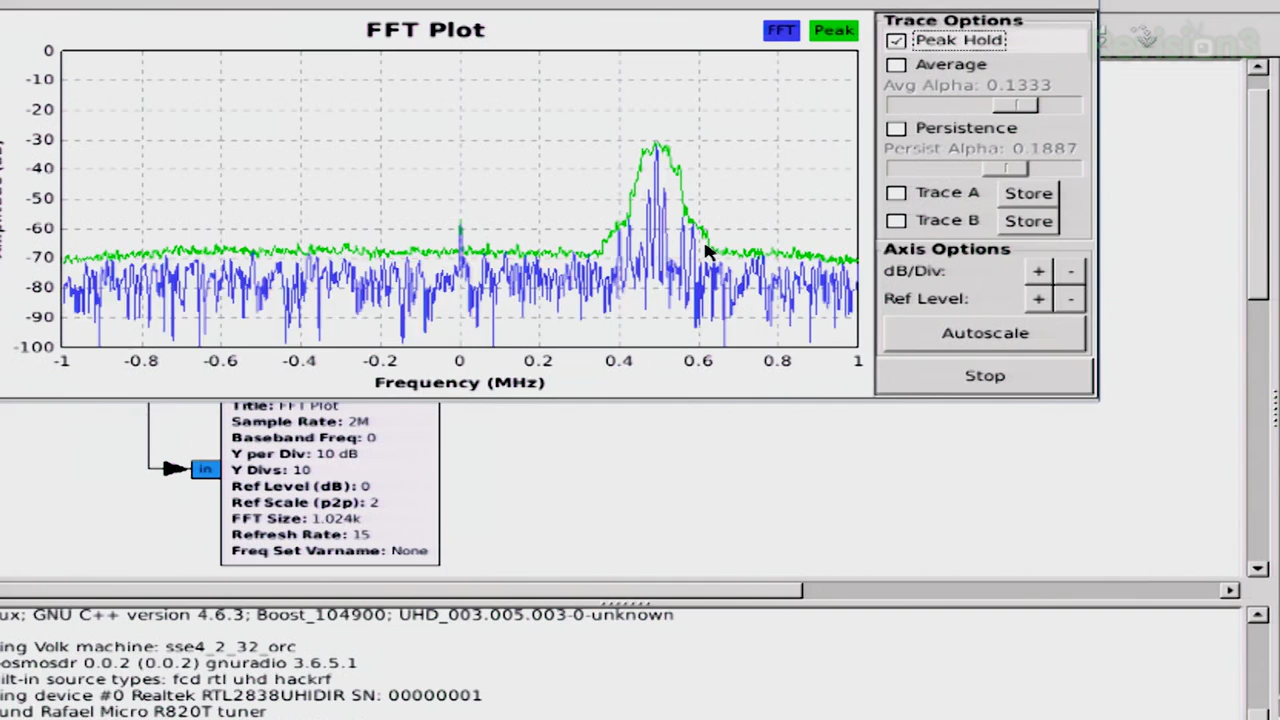 FFT Plot
FFT
Peak
0
-10
-20
-30
-40
-50
-60
-70
-80
-90
-100
-1
-0.8
-0.6
-0.4
-0.2
0
0.2
0.4
0.6
0.8
1
Frequency (MHz)
Trace Options
Peak Hold
Average
Avg Alpha: 0.1333
Persistence
Persist Alpha: 0.1887
Trace A
Store
Trace B
Store
Axis Options
dB/Div:
+
-
Ref Level:
+
-
Autoscale
Stop
Revision3
in
Title: FFT Plot
Sample Rate: 2M
Baseband Freq: 0
Y per Div: 10 dB
Y Divs: 10
Ref Level (dB): 0
Ref Scale (p2p): 2
FFT Size: 1.024k
Refresh Rate: 15
Freq Set Varname: None
ux; GNU C++ version 4.6.3; Boost_104900; UHD_003.005.003-0-unknown
ing Volk machine: sse4_2_32_orc
osmosdr 0.0.2 (0.0.2) gnuradio 3.6.5.1
ilt-in source types: fcd rtl uhd hackrf
ing device #0 Realtek RTL2838UHIDIR SN: 00000001
und Rafael Micro R820T tuner